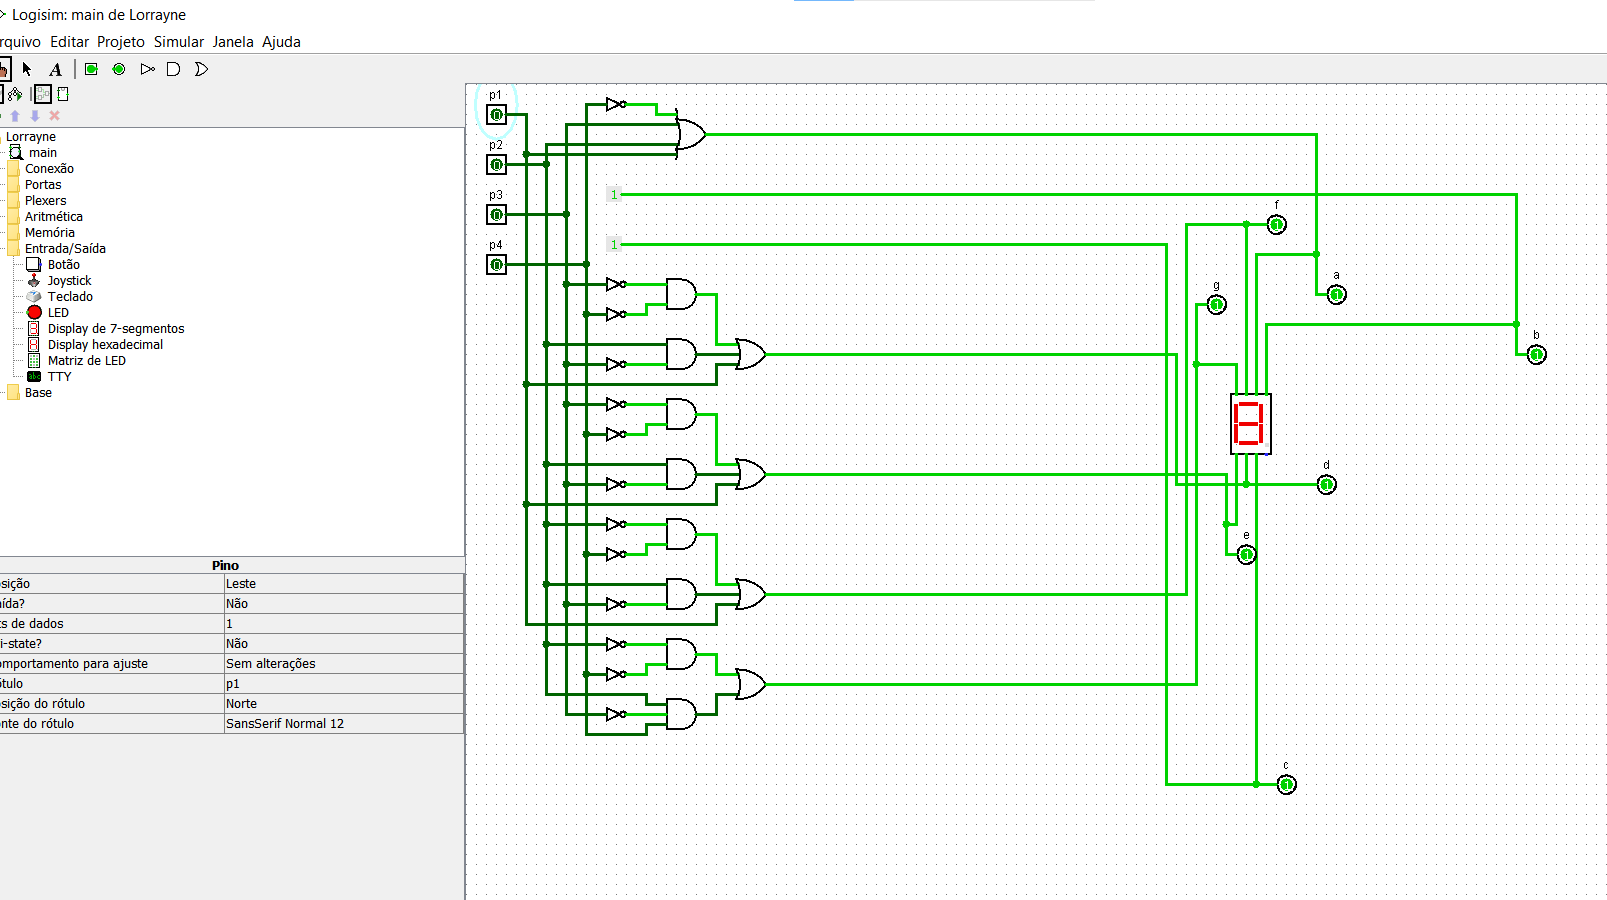 Logisim: main de Lorrayne
rquivo Editar Projeto Simular Janela Ajuda
A
Lorrayne
main
Conexão
Portas
Plexers
Aritmética
Memória
Entrada/Saída
Botão
Joystick
Teclado
LED
Display de 7-segmentos
Display hexadecimal
Matriz de LED
TTY
Base
Pino
sição Leste
ída? Não
s de dados 1
i-state? Não
omportamento para ajuste Sem alterações
ótulo p1
sição do rótulo Norte
onte do rótulo SansSerif Normal 12
p1
0
p2
0
p3
0
p4
0
1
1
f
1
a
1
g
1
b
1
d
1
e
1
c
1